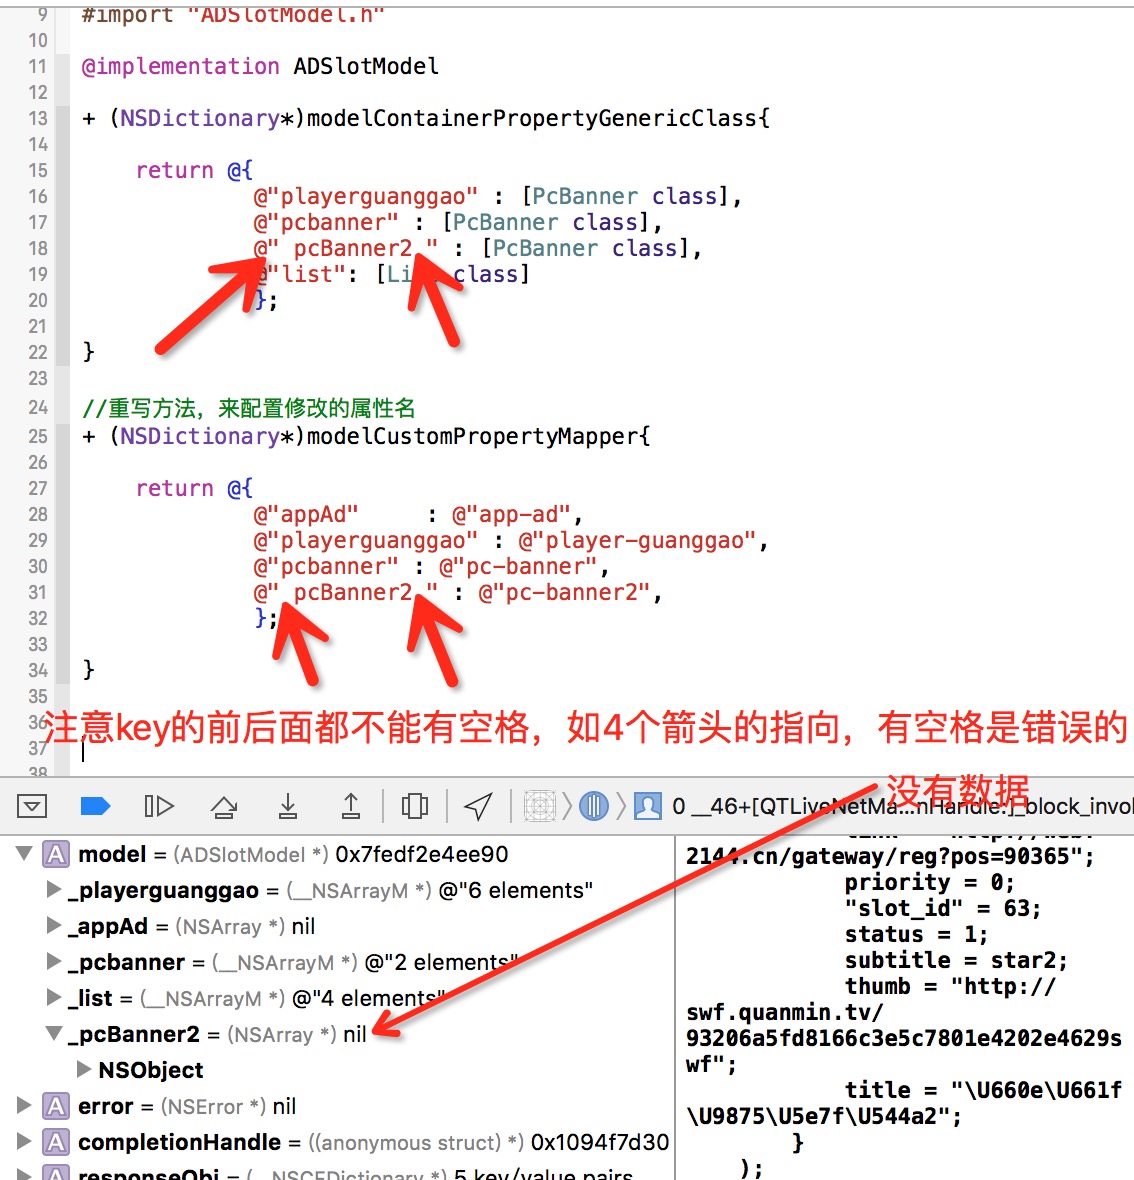 9 #import "ADSlotModel.h"
10
11 @implementation ADSlotModel
12
13 + (NSDictionary*)modelContainerPropertyGenericClass{
14
15 return @{
16 @"playerguanggao" : [PcBanner class],
17 @"pcbanner" : [PcBanner class],
18 @" pcBanner2 " : [PcBanner class],
19 @"list": [Li class]
20 };
21
22 }
23
24 //重写方法，来配置修改的属性名
25 + (NSDictionary*)modelCustomPropertyMapper{
26
27 return @{
28 @"appAd" : @"app-ad",
29 @"playerguanggao" : @"player-guanggao",
30 @"pcbanner" : @"pc-banner",
31 @" pcBanner2 " : @"pc-banner2",
32 };
33
34 }
35
36
注意key的前后面都不能有空格，如4个箭头的指向，有空格是错误的
37
38
没有数据
0 __46+[QTLiveNetMa...nHandle:]_block_invol
model = (ADSlotModel *) 0x7fedf2e4ee90
_playerguanggao = (__NSArrayM *) @"6 elements"
_appAd = (NSArray *) nil
_pcbanner = (__NSArrayM *) @"2 elements"
_list = (__NSArrayM *) @"4 elements"
_pcBanner2 = (NSArray *) nil
NSObject
error = (NSError *) nil
completionHandle = ((anonymous struct) *) 0x1094f7d30
responseObj = (__NSCFDictionary *) 5 key/value pairs
2144.cn/gateway/reg?pos=90365";
priority = 0;
"slot_id" = 63;
status = 1;
subtitle = star2;
thumb = "http://
swf.quanmin.tv/
93206a5fd8166c3e5c7801e4202e4629s
wf";
title = "\U660e\U661f
\U9875\U5e7f\U544a2";
}
);